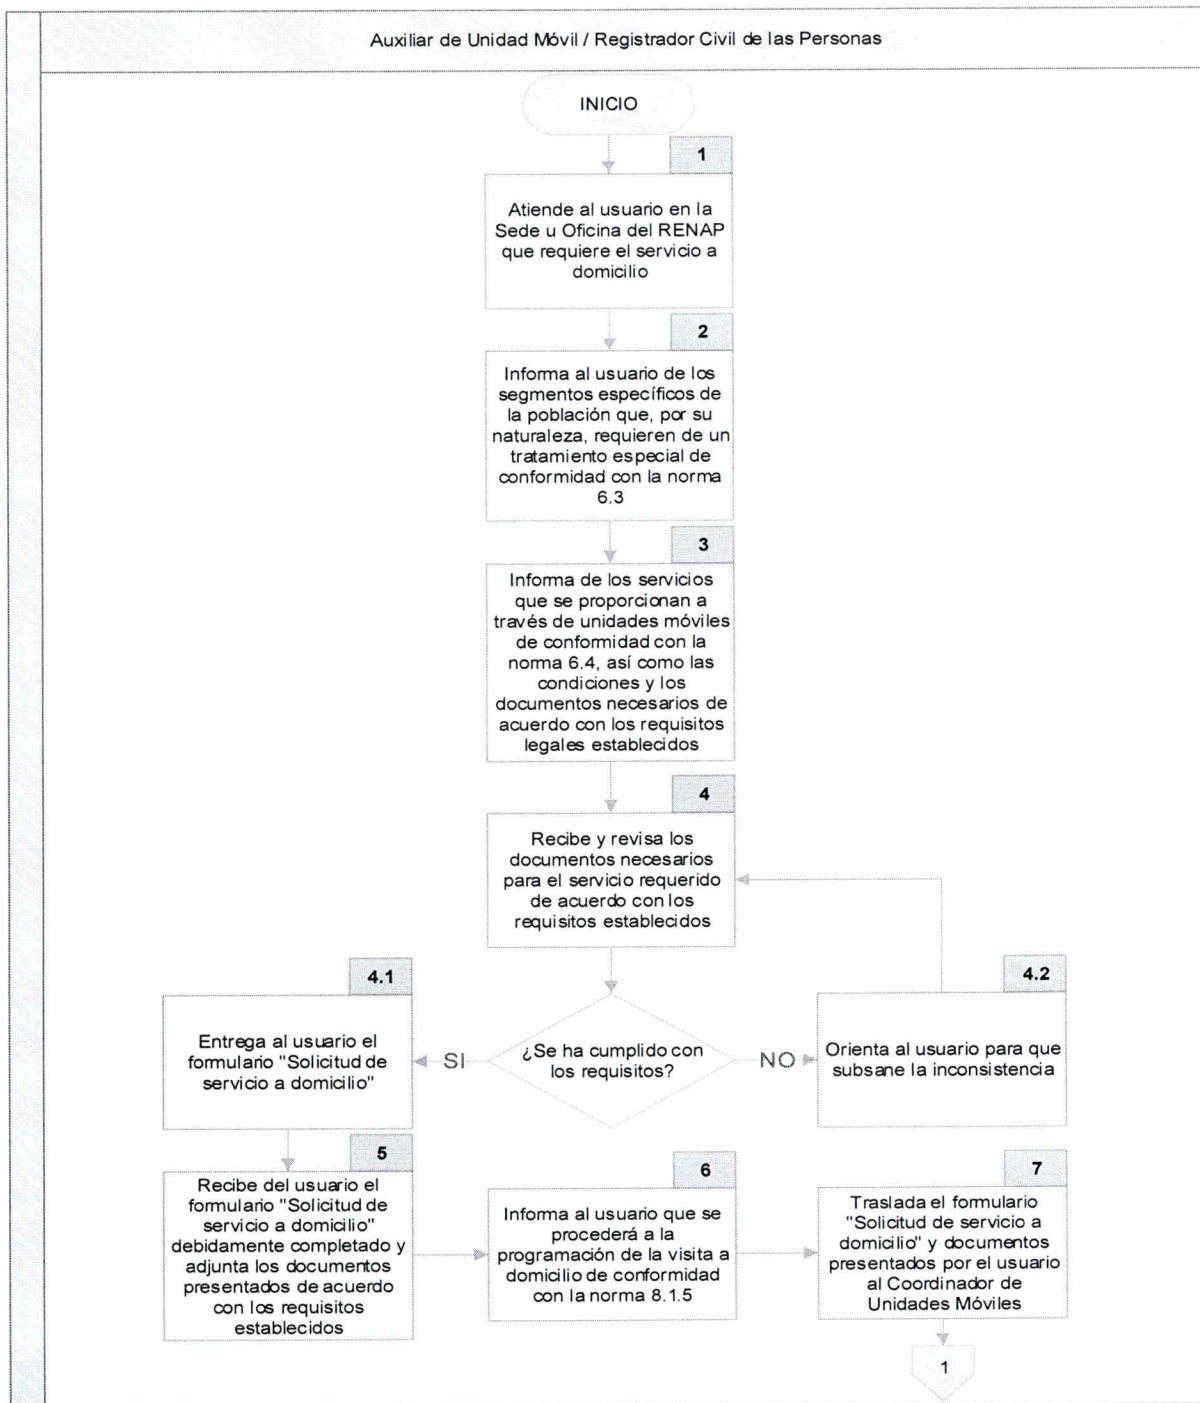 Auxiliar de Unidad Móvil / Registrador Civil de las Personas
INICIO
1
Atiende al usuario en la
Sede u Oficina del RENAP
que requiere el servicio a
domicilio
2
Informa al usuario de los
segmentos específicos de
la población que, por su
naturaleza, requieren de un
tratamiento especial de
conformidad con la norma
6.3
3
Informa de los servicios
que se proporcionan a
través de unidades móviles
de conformidad con la
norma 6.4, así como las
condiciones y los
documentos necesarios de
acuerdo con los requisitos
legales establecidos
4
Recibe y revisa los
documentos necesarios
para el servicio requerido
de acuerdo con los
requisitos establecidos
¿Se ha cumplido con
los requisitos?
SI
NO
4.1
Entrega al usuario el
formulario "Solicitud de
servicio a domicilio"
4.2
Orienta al usuario para que
subsane la inconsistencia
5
Recibe del usuario el
formulario "Solicitud de
servicio a domicilio"
debidamente completado y
adjunta los documentos
presentados de acuerdo
con los requisitos
establecidos
6
Informa al usuario que se
procederá a la
programación de la visita a
domicilio de conformidad
con la norma 8.1.5
7
Traslada el formulario
"Solicitud de servicio a
domicilio" y documentos
presentados por el usuario
al Coordinador de
Unidades Móviles
1